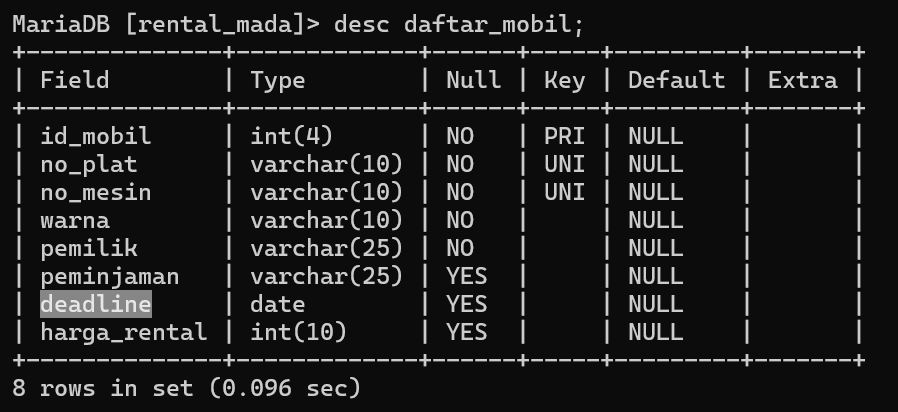 MariaDB [rental_mada]> desc daftar_mobil;
+--------------+-------------+------+-----+---------+-------+
| Field        | Type        | Null | Key | Default | Extra |
+--------------+-------------+------+-----+---------+-------+
| id_mobil     | int(4)      | NO   | PRI | NULL    |       |
| no_plat      | varchar(10) | NO   | UNI | NULL    |       |
| no_mesin     | varchar(10) | NO   | UNI | NULL    |       |
| warna        | varchar(10) | NO   |     | NULL    |       |
| pemilik      | varchar(25) | NO   |     | NULL    |       |
| peminjaman   | varchar(25) | YES  |     | NULL    |       |
| deadline     | date        | YES  |     | NULL    |       |
| harga_rental | int(10)     | YES  |     | NULL    |       |
+--------------+-------------+------+-----+---------+-------+
8 rows in set (0.096 sec)